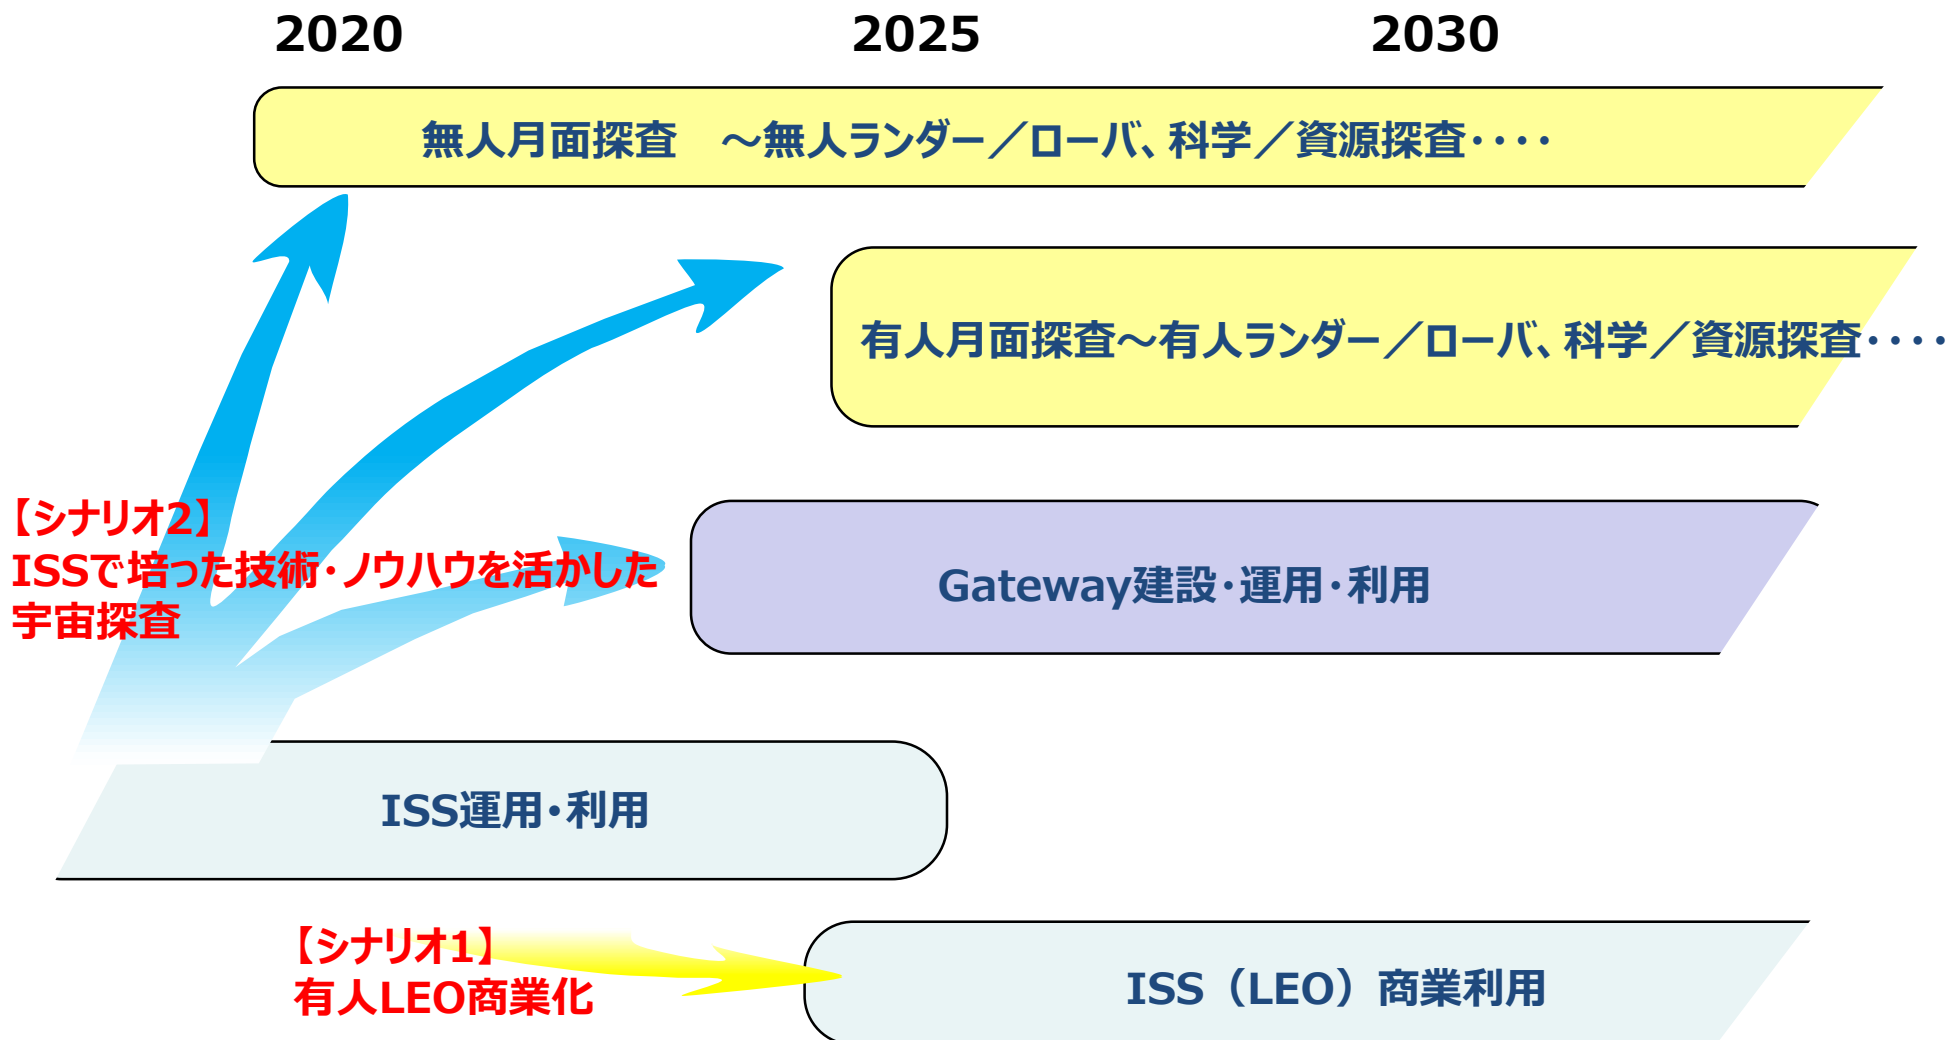 2020 2025 2030
無人月面探査　～無人ランダー／ローバ、科学／資源探査・・・・
有人月面探査～有人ランダー／ローバ、科学／資源探査・・・・
【シナリオ2】
ISSで培った技術・ノウハウを活かした
宇宙探査
Gateway建設・運用・利用
ISS運用・利用
【シナリオ1】
有人LEO商業化
ISS（LEO）商業利用